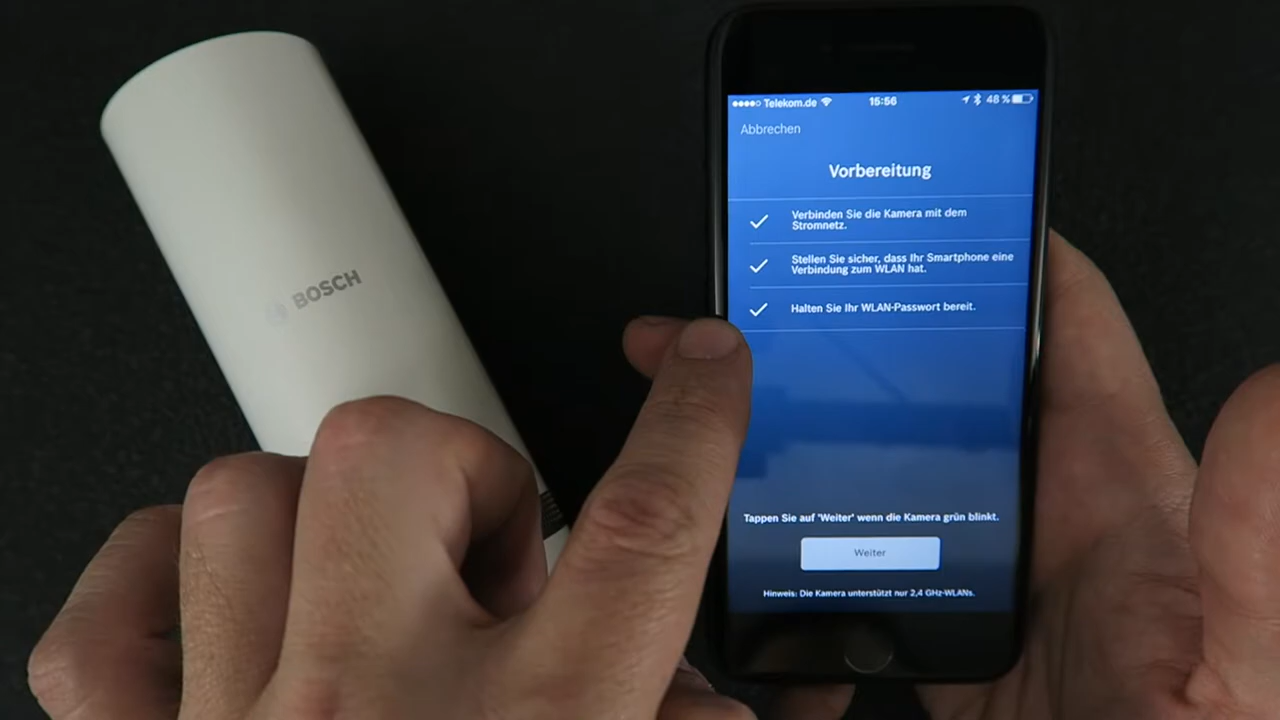 BOSCH
Telekom.de 15:56 48 %
Abbrechen
Vorbereitung
Verbinden Sie die Kamera mit dem
Stromnetz.
Stellen Sie sicher, dass Ihr Smartphone eine
Verbindung zum WLAN hat.
Halten Sie Ihr WLAN-Passwort bereit.
Tappen Sie auf 'Weiter' wenn die Kamera grün blinkt.
Weiter
Hinweis: Die Kamera unterstützt nur 2,4 GHz-WLANs.